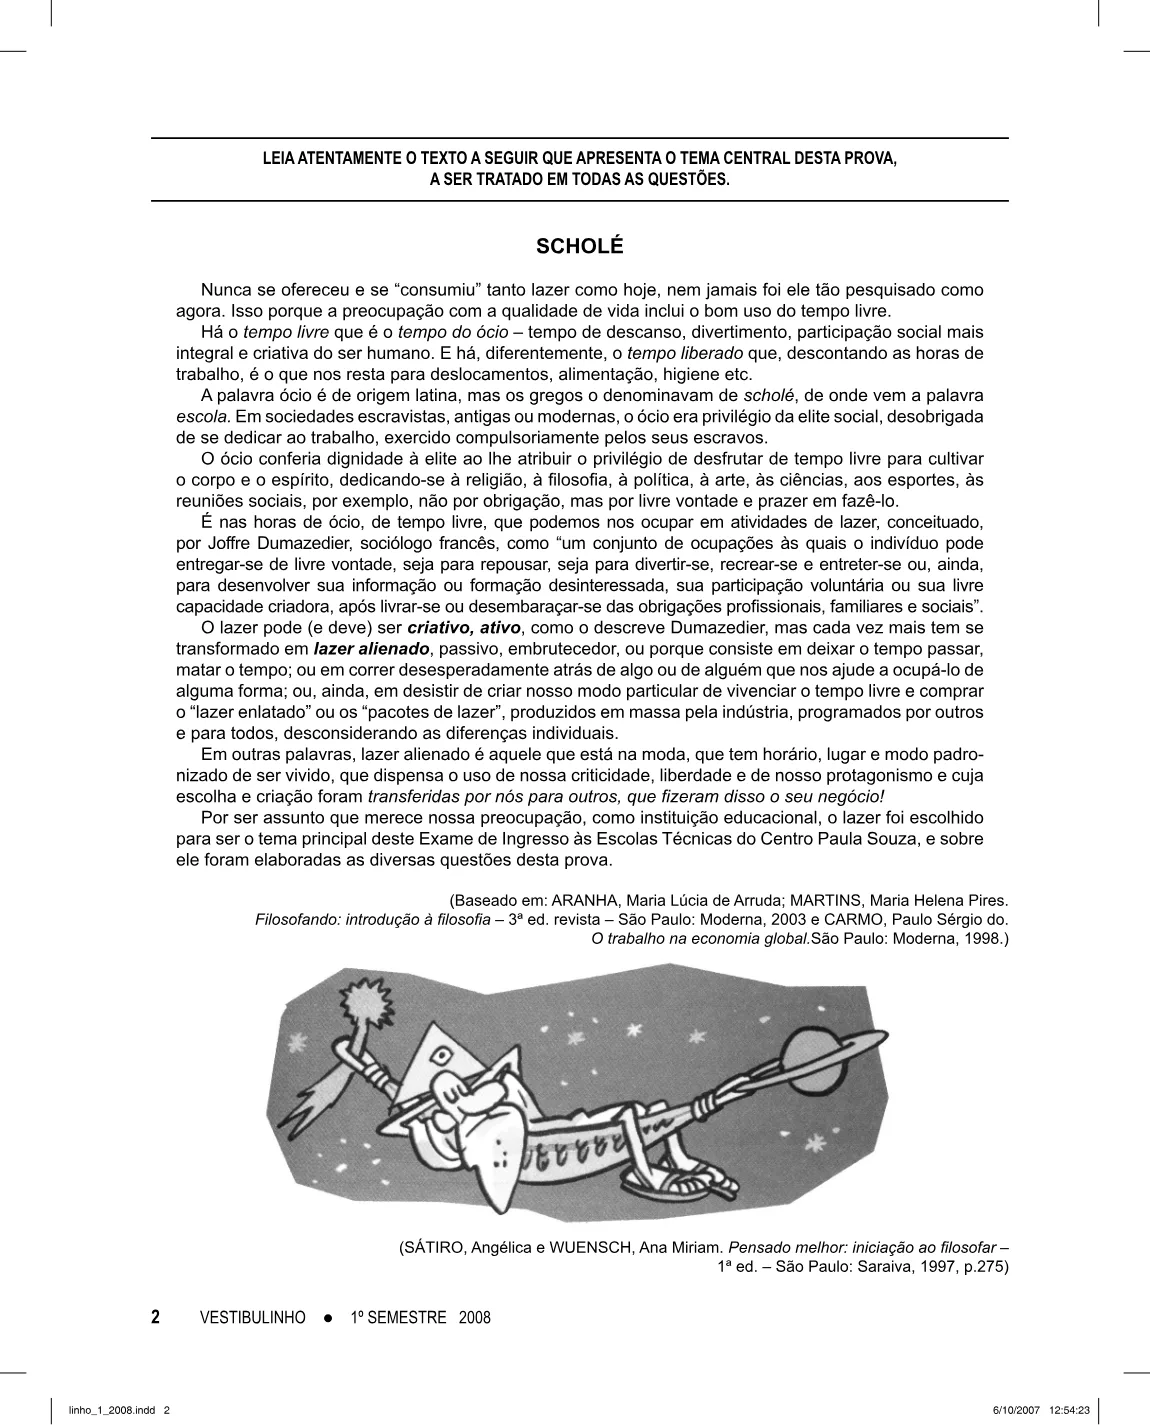 LEIA ATENTAMENTE O TEXTO A SEGUIR QUE APRESENTA O TEMA CENTRAL DESTA PROVA,
A SER TRATADO EM TODAS AS QUESTÕES.
SCHOLÉ
Nunca se ofereceu e se “consumiu” tanto lazer como hoje, nem jamais foi ele tão pesquisado como
agora. Isso porque a preocupação com a qualidade de vida inclui o bom uso do tempo livre.
Há o tempo livre que é o tempo do ócio – tempo de descanso, divertimento, participação social mais
integral e criativa do ser humano. E há, diferentemente, o tempo liberado que, descontando as horas de
trabalho, é o que nos resta para deslocamentos, alimentação, higiene etc.
A palavra ócio é de origem latina, mas os gregos o denominavam de scholé, de onde vem a palavra
escola. Em sociedades escravistas, antigas ou modernas, o ócio era privilégio da elite social, desobrigada
de se dedicar ao trabalho, exercido compulsoriamente pelos seus escravos.
O ócio conferia dignidade à elite ao lhe atribuir o privilégio de desfrutar de tempo livre para cultivar
o corpo e o espírito, dedicando-se à religião, à filosofia, à política, à arte, às ciências, aos esportes, às
reuniões sociais, por exemplo, não por obrigação, mas por livre vontade e prazer em fazê-lo.
É nas horas de ócio, de tempo livre, que podemos nos ocupar em atividades de lazer, conceituado,
por Joffre Dumazedier, sociólogo francês, como “um conjunto de ocupações às quais o indivíduo pode
entregar-se de livre vontade, seja para repousar, seja para divertir-se, recrear-se e entreter-se ou, ainda,
para desenvolver sua informação ou formação desinteressada, sua participação voluntária ou sua livre
capacidade criadora, após livrar-se ou desembaraçar-se das obrigações profissionais, familiares e sociais”.
O lazer pode (e deve) ser criativo, ativo, como o descreve Dumazedier, mas cada vez mais tem se
transformado em lazer alienado, passivo, embrutecedor, ou porque consiste em deixar o tempo passar,
matar o tempo; ou em correr desesperadamente atrás de algo ou de alguém que nos ajude a ocupá-lo de
alguma forma; ou, ainda, em desistir de criar nosso modo particular de vivenciar o tempo livre e comprar
o “lazer enlatado” ou os “pacotes de lazer”, produzidos em massa pela indústria, programados por outros
e para todos, desconsiderando as diferenças individuais.
Em outras palavras, lazer alienado é aquele que está na moda, que tem horário, lugar e modo padro-
nizado de ser vivido, que dispensa o uso de nossa criticidade, liberdade e de nosso protagonismo e cuja
escolha e criação foram transferidas por nós para outros, que fizeram disso o seu negócio!
Por ser assunto que merece nossa preocupação, como instituição educacional, o lazer foi escolhido
para ser o tema principal deste Exame de Ingresso às Escolas Técnicas do Centro Paula Souza, e sobre
ele foram elaboradas as diversas questões desta prova.
(Baseado em: ARANHA, Maria Lúcia de Arruda; MARTINS, Maria Helena Pires.
Filosofando: introdução à filosofia – 3ª ed. revista – São Paulo: Moderna, 2003 e CARMO, Paulo Sérgio do.
O trabalho na economia global.São Paulo: Moderna, 1998.)
(SÁTIRO, Angélica e WUENSCH, Ana Miriam. Pensado melhor: iniciação ao filosofar –
1ª ed. – São Paulo: Saraiva, 1997, p.275)
2 VESTIBULINHO ● 1º SEMESTRE 2008
linho_1_2008.indd 2 6/10/2007 12:54:23